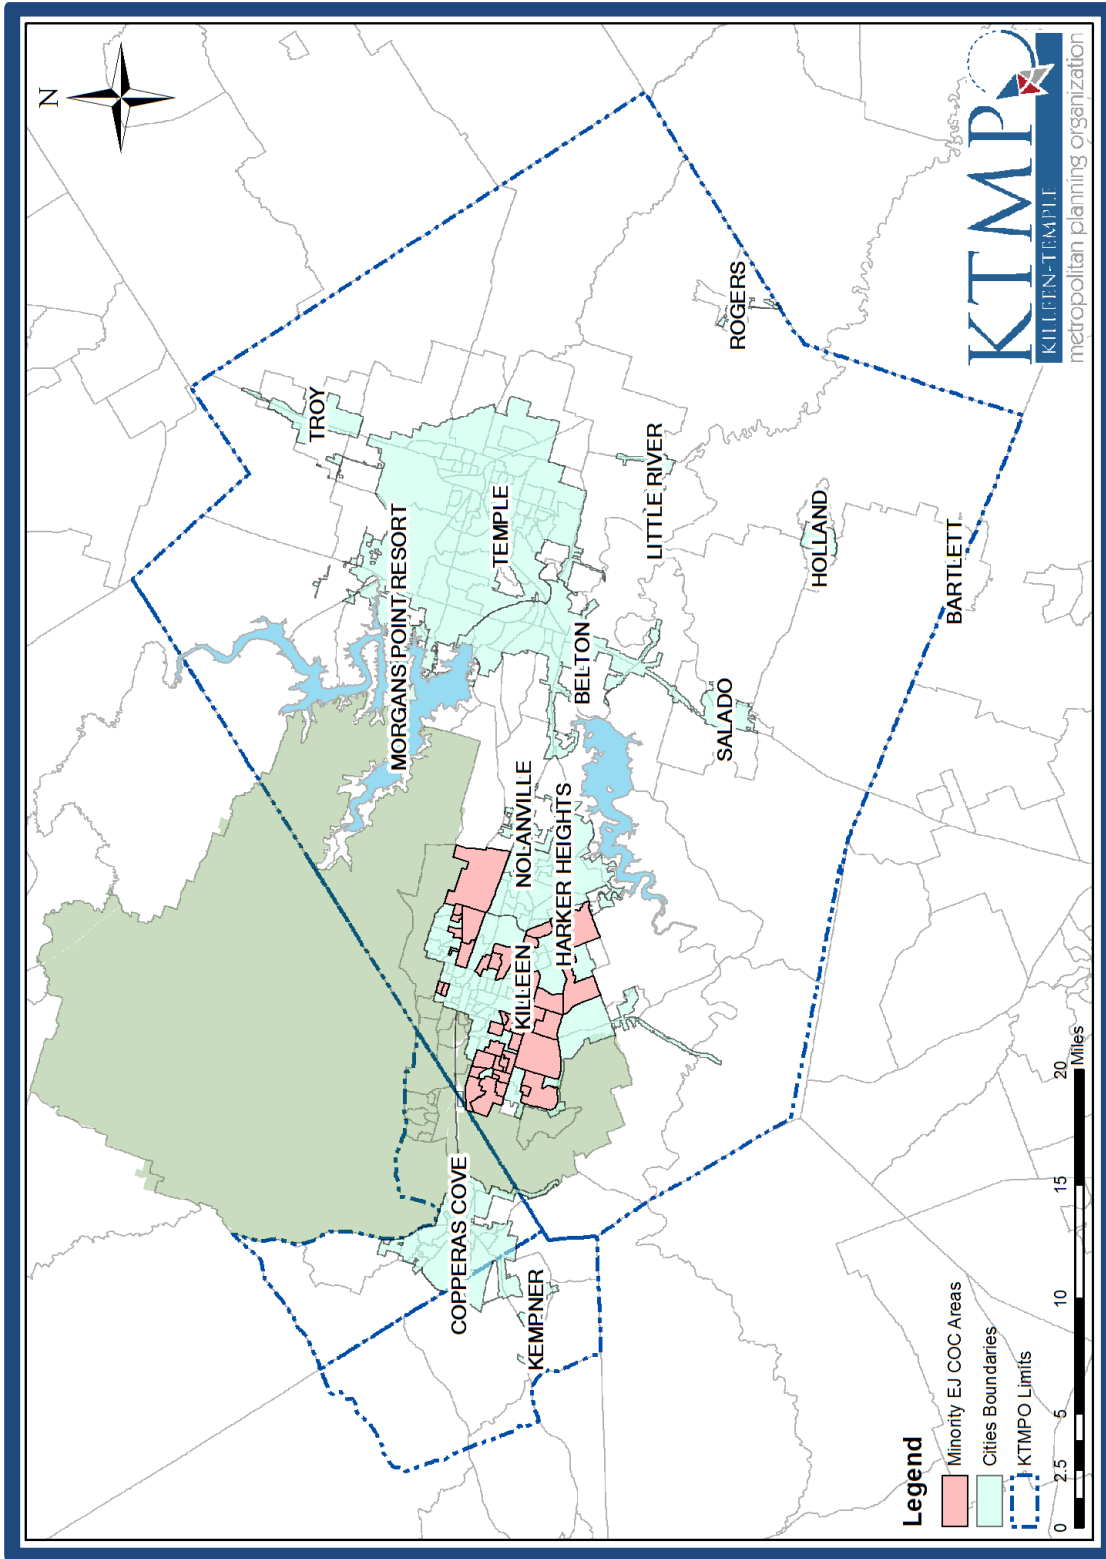 N
TROY
MORGANS POINT RESORT
TEMPLE
ROGERS
LITTLE RIVER
BELTON
NOLANVILLE
HARKER HEIGHTS
KILLEEN
COPPERAS COVE
KEMPNER
SALADO
HOLLAND
BARTLETT
Legend
Minority EJ COC Areas
Cities Boundaries
KTMPO Limits
0 2.5 5 10 15 20
Miles
KTMP
KILLEEN-TEMPLE
metropolitan planning organization